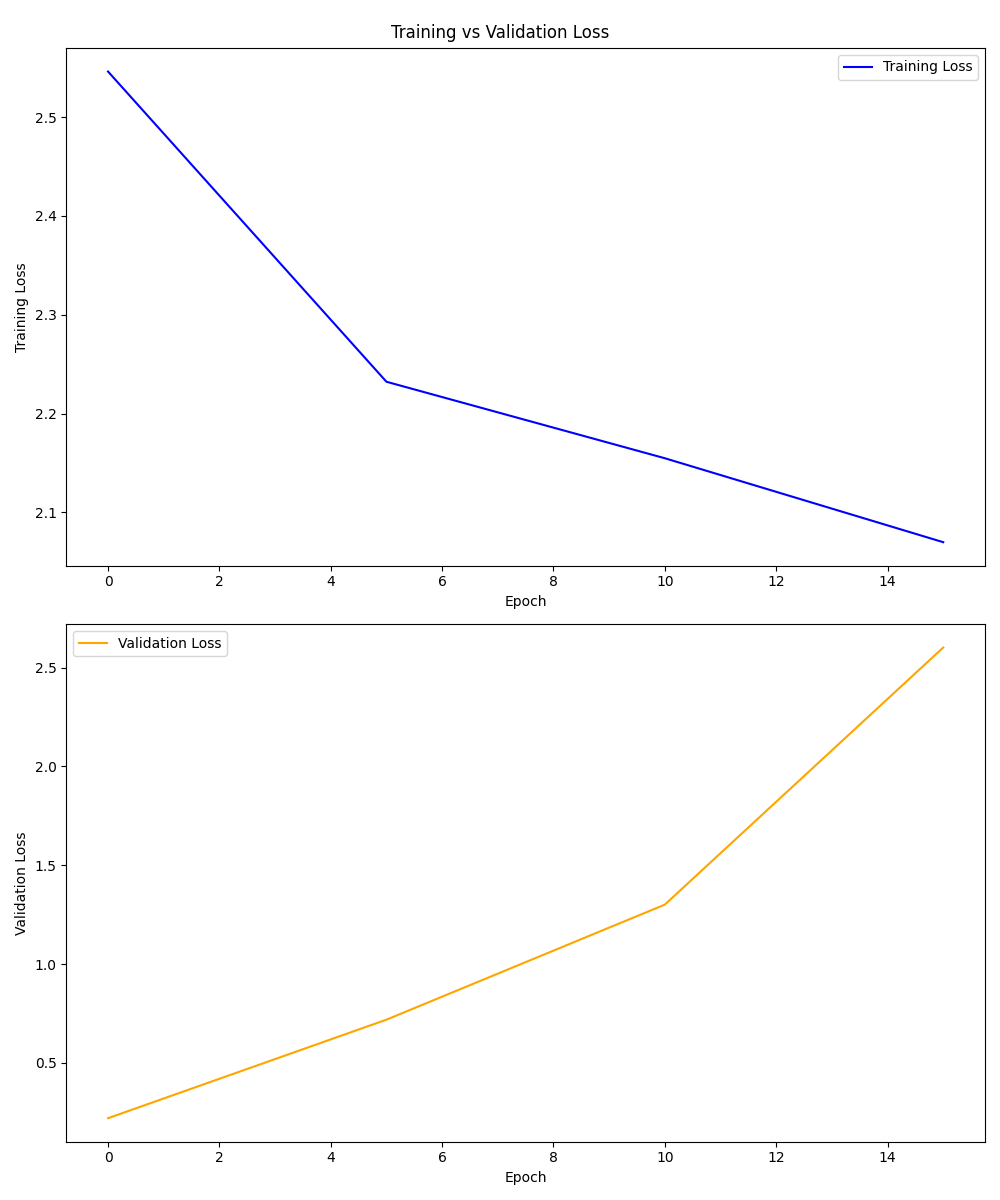 Training vs Validation Loss
Training Loss
2.5
2.4
2.3
2.2
2.1
Training Loss
0 2 4 6 8 10 12 14
Epoch
Validation Loss
2.5
2.0
1.5
1.0
0.5
Validation Loss
0 2 4 6 8 10 12 14
Epoch